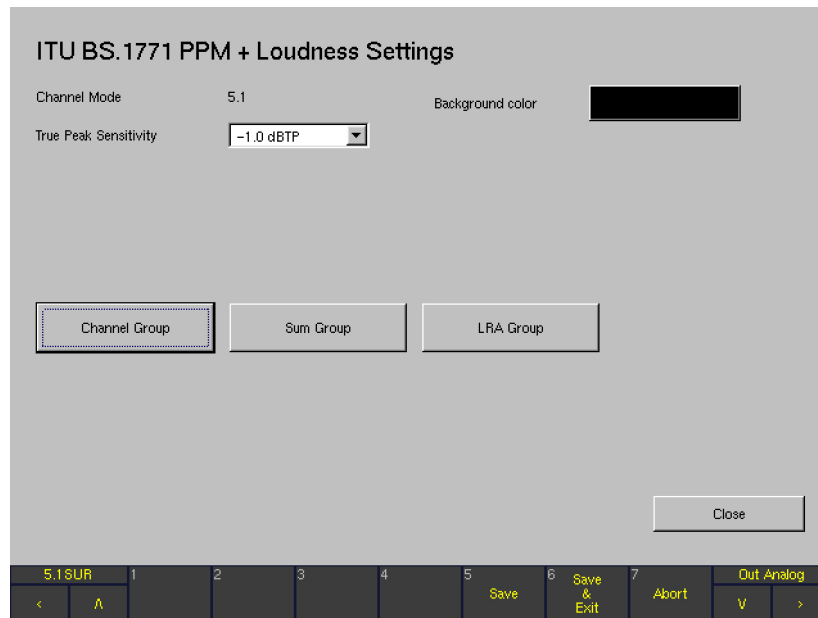 ITU BS.1771 PPM + Loudness Settings
Channel Mode 5.1 Background color
True Peak Sensitivity −1.0 dBTP
Channel Group Sum Group LRA Group
Close
5.1SUR 1 2 3 4 5 Save 6 Save & Exit 7 Abort Out Analog
< Λ V >